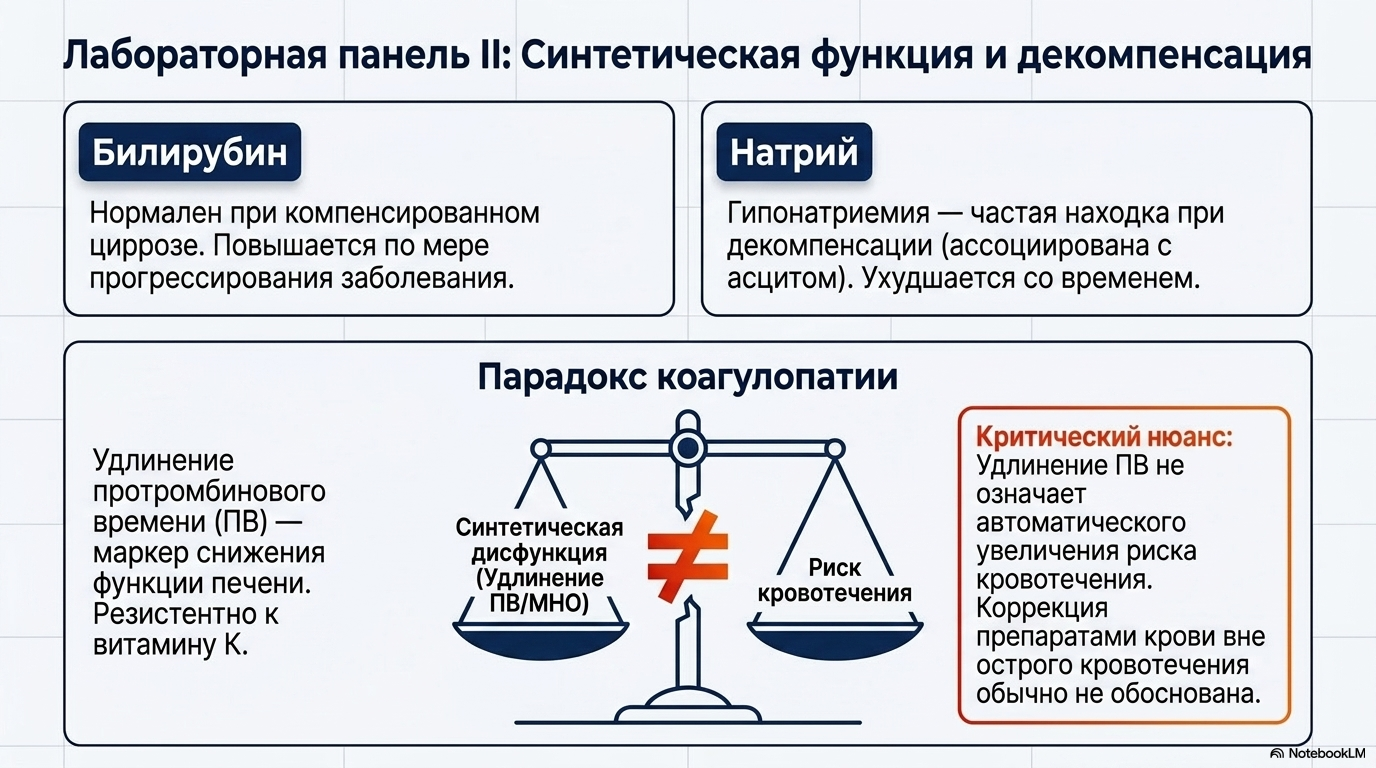 Лабораторная панель II: Синтетическая функция и декомпенсация
Билирубин
Нормален при компенсированном
циррозе. Повышается по мере
прогрессирования заболевания.
Натрий
Гипонатриемия — частая находка при
декомпенсации (ассоциирована с
асцитом). Ухудшается со временем.
Парадокс коагулопатии
Удлинение
протромбинового
времени (ПВ) —
маркер снижения
функции печени.
Резистентно к
витамину К.
Синтетическая
дисфункция
(Удлинение
ПВ/МНО)
≠
Риск
кровотечения
Критический нюанс:
Удлинение ПВ не
означает
автоматического
увеличения риска
кровотечения.
Коррекция
препаратами крови вне
острого кровотечения
обычно не обоснована.
NotebookLM